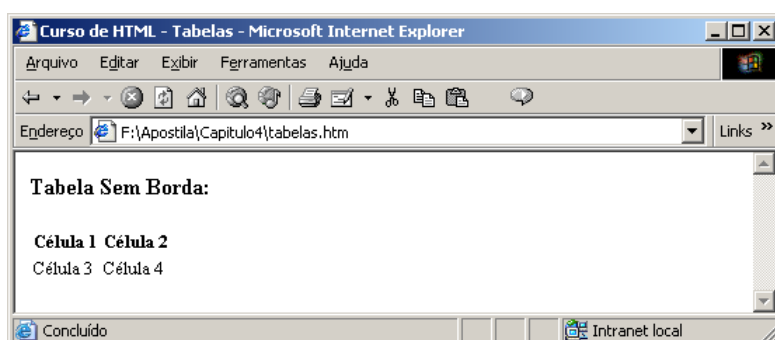 Curso de HTML - Tabelas - Microsoft Internet Explorer
Arquivo Editar Exibir Ferramentas Ajuda
Endereço F:\Apostila\Capitulo4\tabelas.htm Links »
Tabela Sem Borda:
Célula 1 Célula 2
Célula 3 Célula 4
Concluído Intranet local